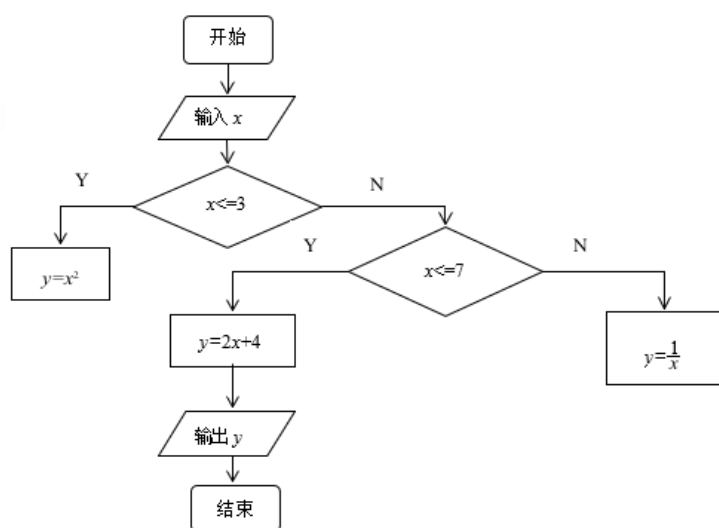 开始
输入 x
Y
N
x<=3
Y
N
y=x²
x<=7
y=2x+4
y=1/x
输出 y
结束